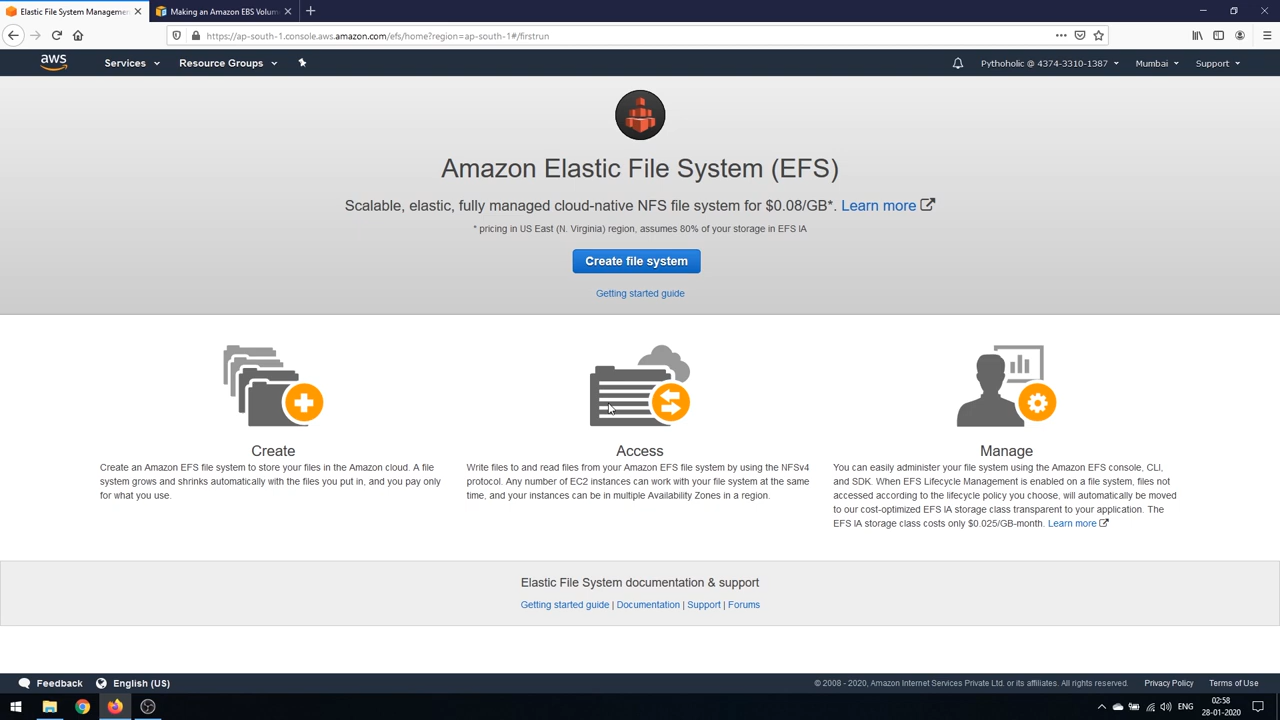 Elastic File System Managemen
Making an Amazon EBS Volum
https://ap-south-1.console.aws.amazon.com/efs/home?region=ap-south-1#/firstrun
aws
Services
Resource Groups
Pythoholic @ 4374-3310-1387
Mumbai
Support
Amazon Elastic File System (EFS)
Scalable, elastic, fully managed cloud-native NFS file system for $0.08/GB*. Learn more
* pricing in US East (N. Virginia) region, assumes 80% of your storage in EFS IA
Create file system
Getting started guide
Create
Create an Amazon EFS file system to store your files in the Amazon cloud. A file
system grows and shrinks automatically with the files you put in, and you pay only
for what you use.
Access
Write files to and read files from your Amazon EFS file system by using the NFSv4
protocol. Any number of EC2 instances can work with your file system at the same
time, and your instances can be in multiple Availability Zones in a region.
Manage
You can easily administer your file system using the Amazon EFS console, CLI,
and SDK. When EFS Lifecycle Management is enabled on a file system, files not
accessed according to the lifecycle policy you choose, will automatically be moved
to our cost-optimized EFS IA storage class transparent to your application. The
EFS IA storage class costs only $0.025/GB-month. Learn more
Elastic File System documentation & support
Getting started guide | Documentation | Support | Forums
Feedback
English (US)
© 2008 - 2020, Amazon Internet Services Private Ltd. or its affiliates. All rights reserved.
Privacy Policy
Terms of Use
ENG
02:58
28-01-2020